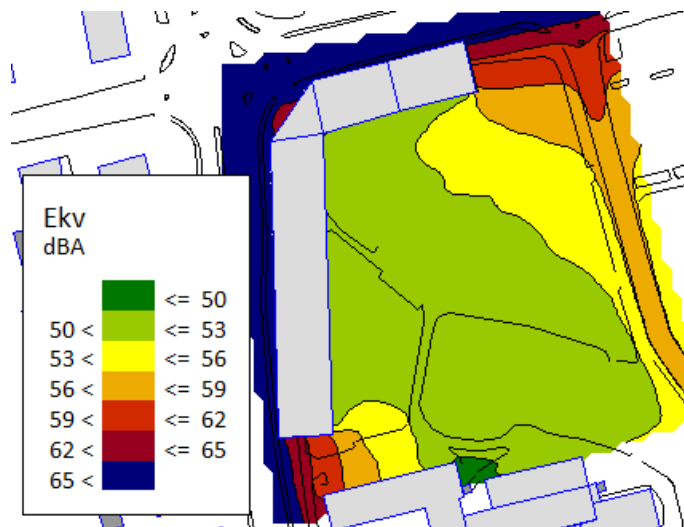 Ekv
dBA
<= 50
50 < <= 53
53 < <= 56
56 < <= 59
59 < <= 62
62 < <= 65
65 <